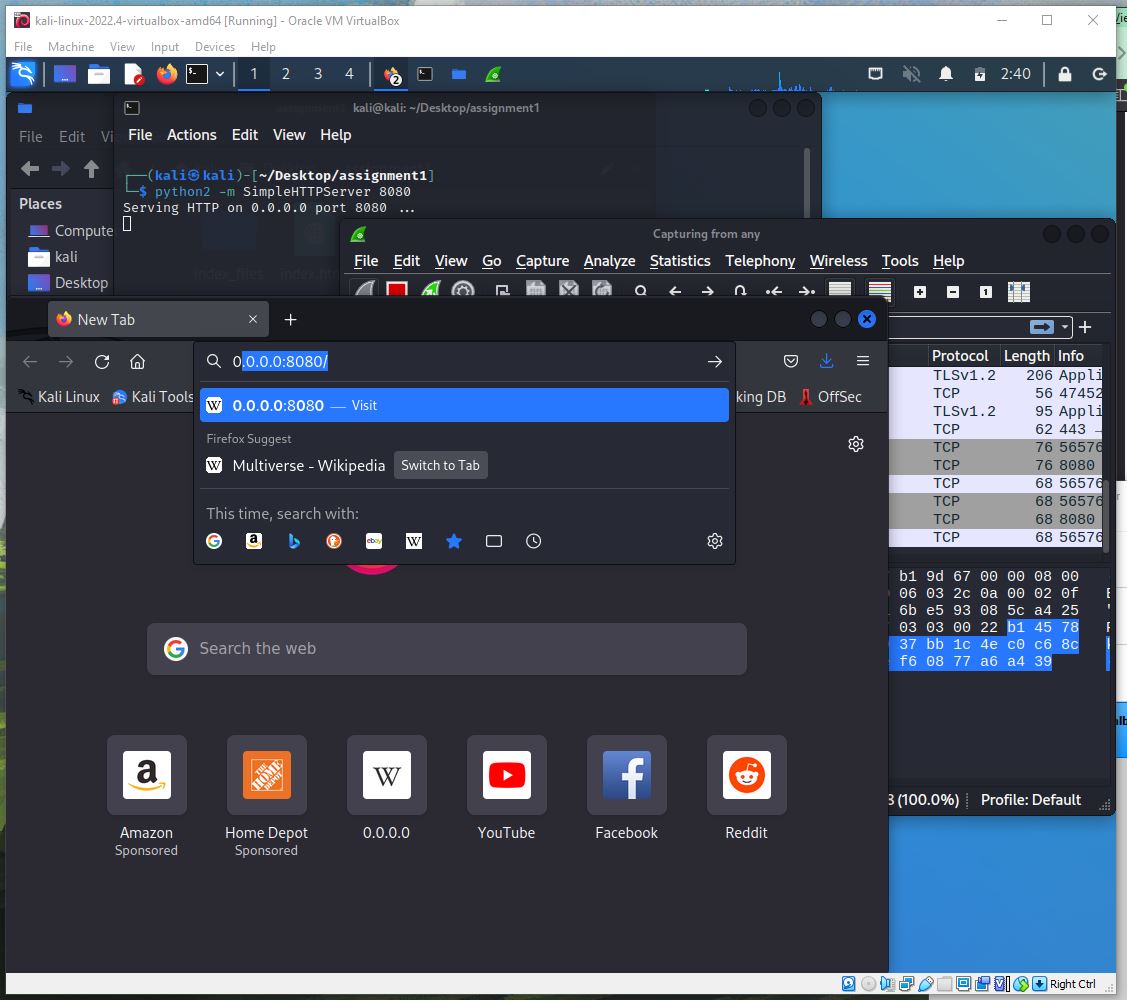 kali-linux-2022.4-virtualbox-amd64 [Running] - Oracle VM VirtualBox
File Machine View Input Devices Help
1 2 3 4 2 2:40
kali@kali: ~/Desktop/assignment1
File Edit
File Actions Edit View Help
┌──(kali㉿kali)-[~/Desktop/assignment1]
└─$ python2 -m SimpleHTTPServer 8080
Serving HTTP on 0.0.0.0 port 8080 ...
Places
Compute
kali
Desktop
index_files
Capturing from any
File Edit View Go Capture Analyze Statistics Telephony Wireless Tools Help
New Tab
0.0.0.0:8080/
Kali Linux Kali Tools
king DB OffSec
0.0.0.0:8080 — Visit
Firefox Suggest
Multiverse - Wikipedia Switch to Tab
This time, search with:
Search the web
Amazon
Sponsored
Home Depot
Sponsored
0.0.0.0
YouTube
Facebook
Reddit
Protocol Length Info
TLSv1.2 206 Appli
TCP 56 47452
TLSv1.2 95 Appli
TCP 62 443 →
TCP 76 56576
TCP 76 8080
TCP 68 56576
TCP 68 56576
TCP 68 8080
TCP 68 56576
b1 9d 67 00 00 08 00
06 03 2c 0a 00 02 0f
6b e5 93 08 5c a4 25
03 03 00 22 b1 45 78
37 bb 1c 4e c0 c6 8c
f6 08 77 a6 a4 39
(100.0%) Profile: Default
Right Ctrl